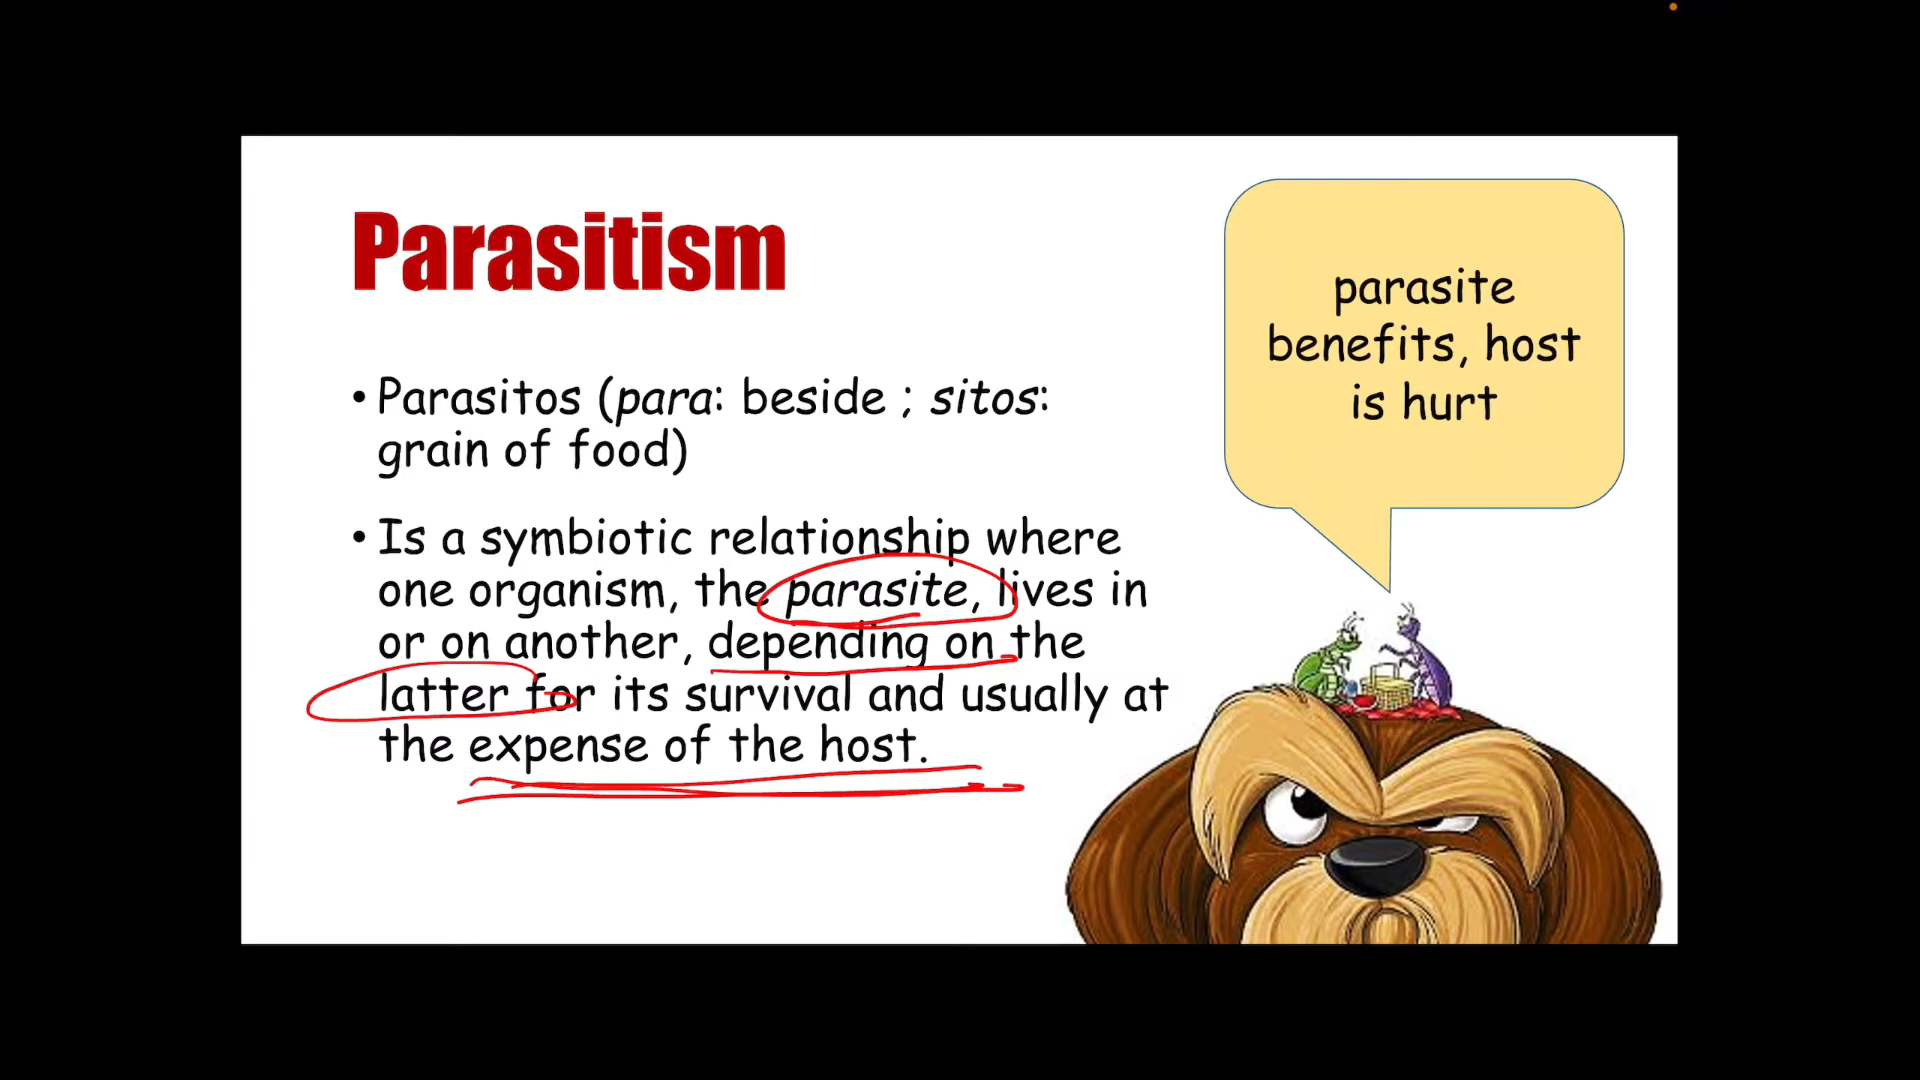 Parasitism
• Parasitos (para: beside ; sitos:
grain of food)
• Is a symbiotic relationship where
one organism, the parasite, lives in
or on another, depending on the
latter for its survival and usually at
the expense of the host.
parasite
benefits, host
is hurt